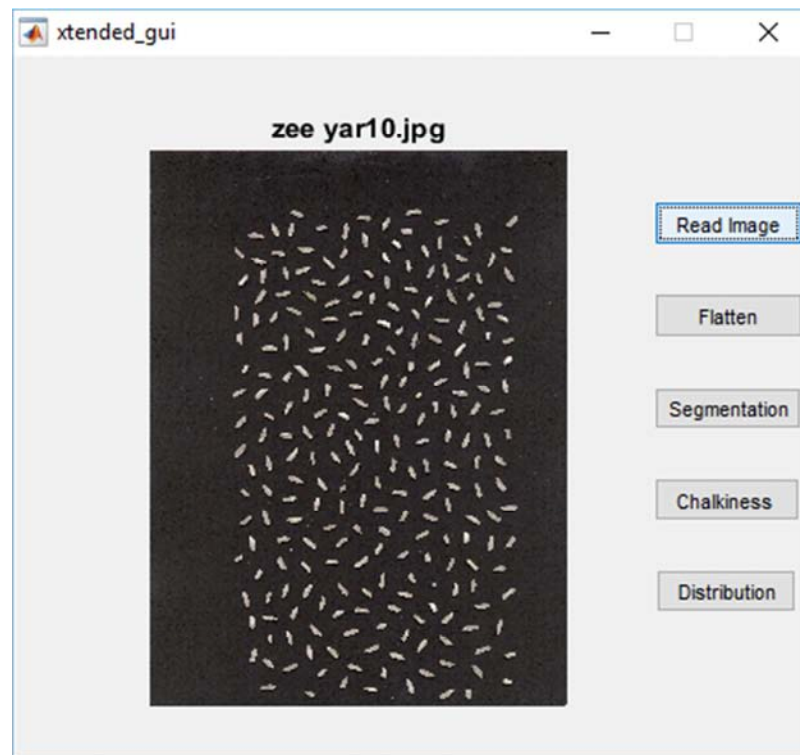 xtended_gui
zee yar10.jpg
Read Image
Flatten
Segmentation
Chalkiness
Distribution